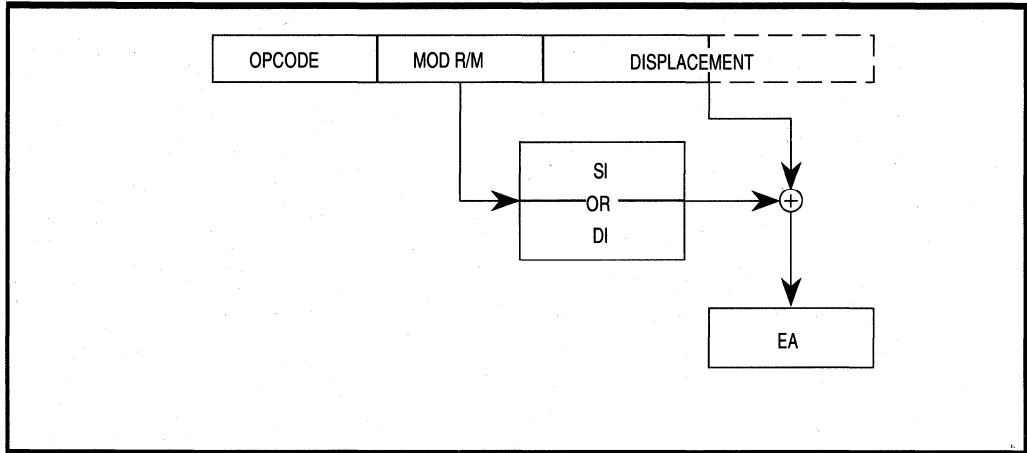 OPCODE
MOD R/M
DISPLACEMENT
SI
OR
DI
+
EA